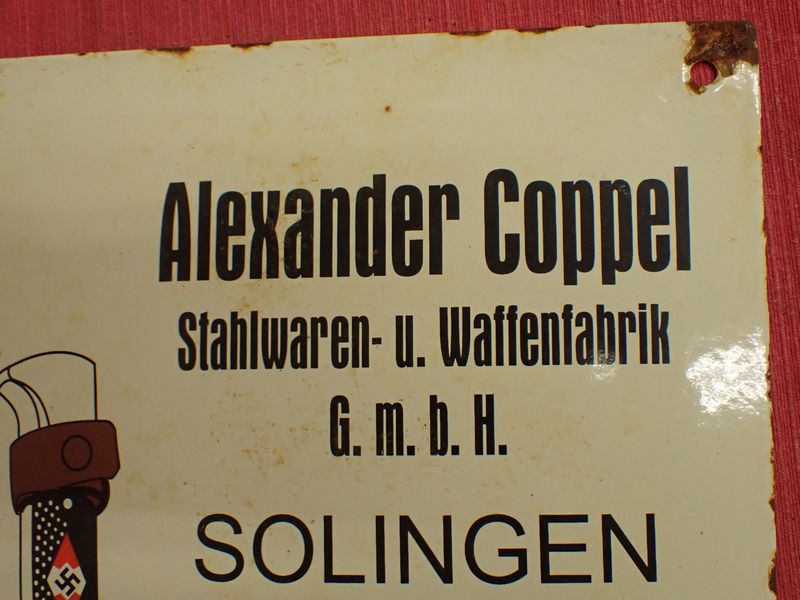 Alexander Coppel
Stahlwaren- u. Waffenfabrik
G. m. b. H.
SOLINGEN